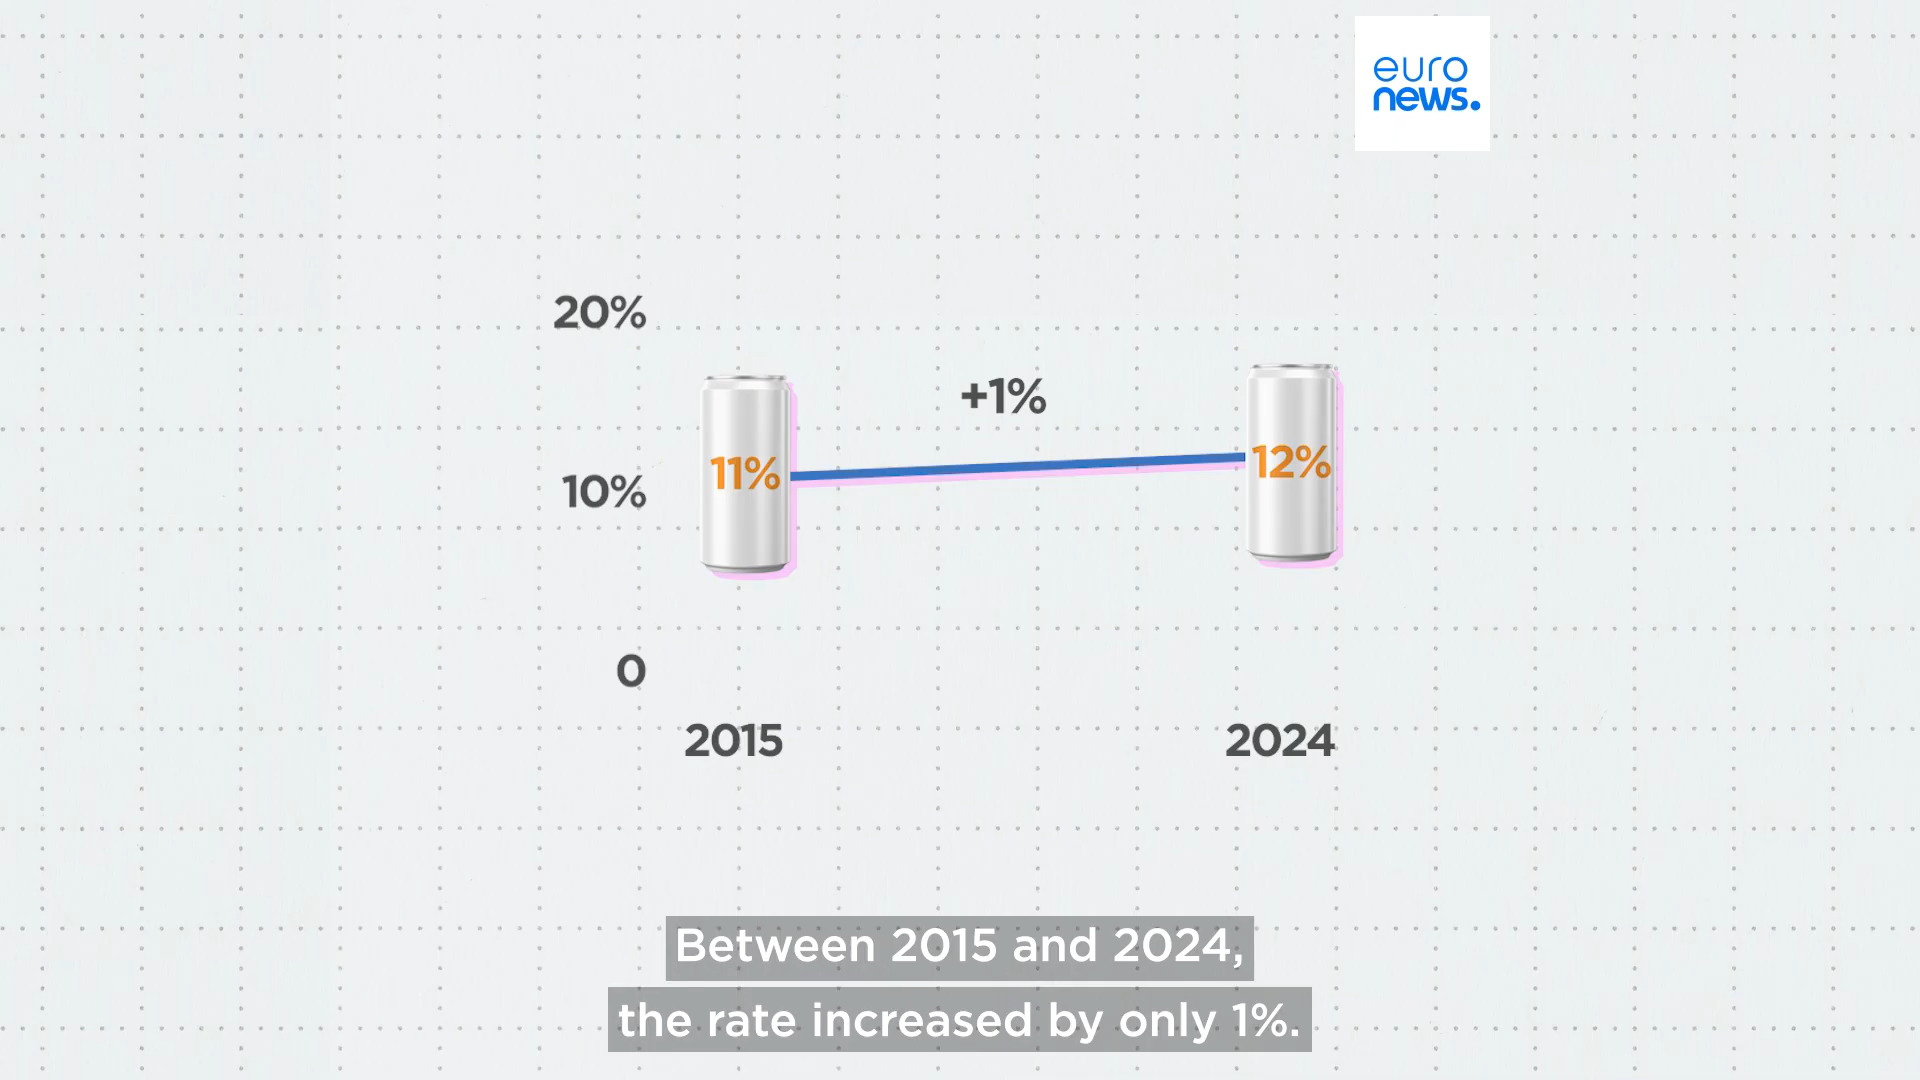 euro
news.
20%
+1%
11%
12%
10%
0
2015
2024
Between 2015 and 2024,
the rate increased by only 1%.